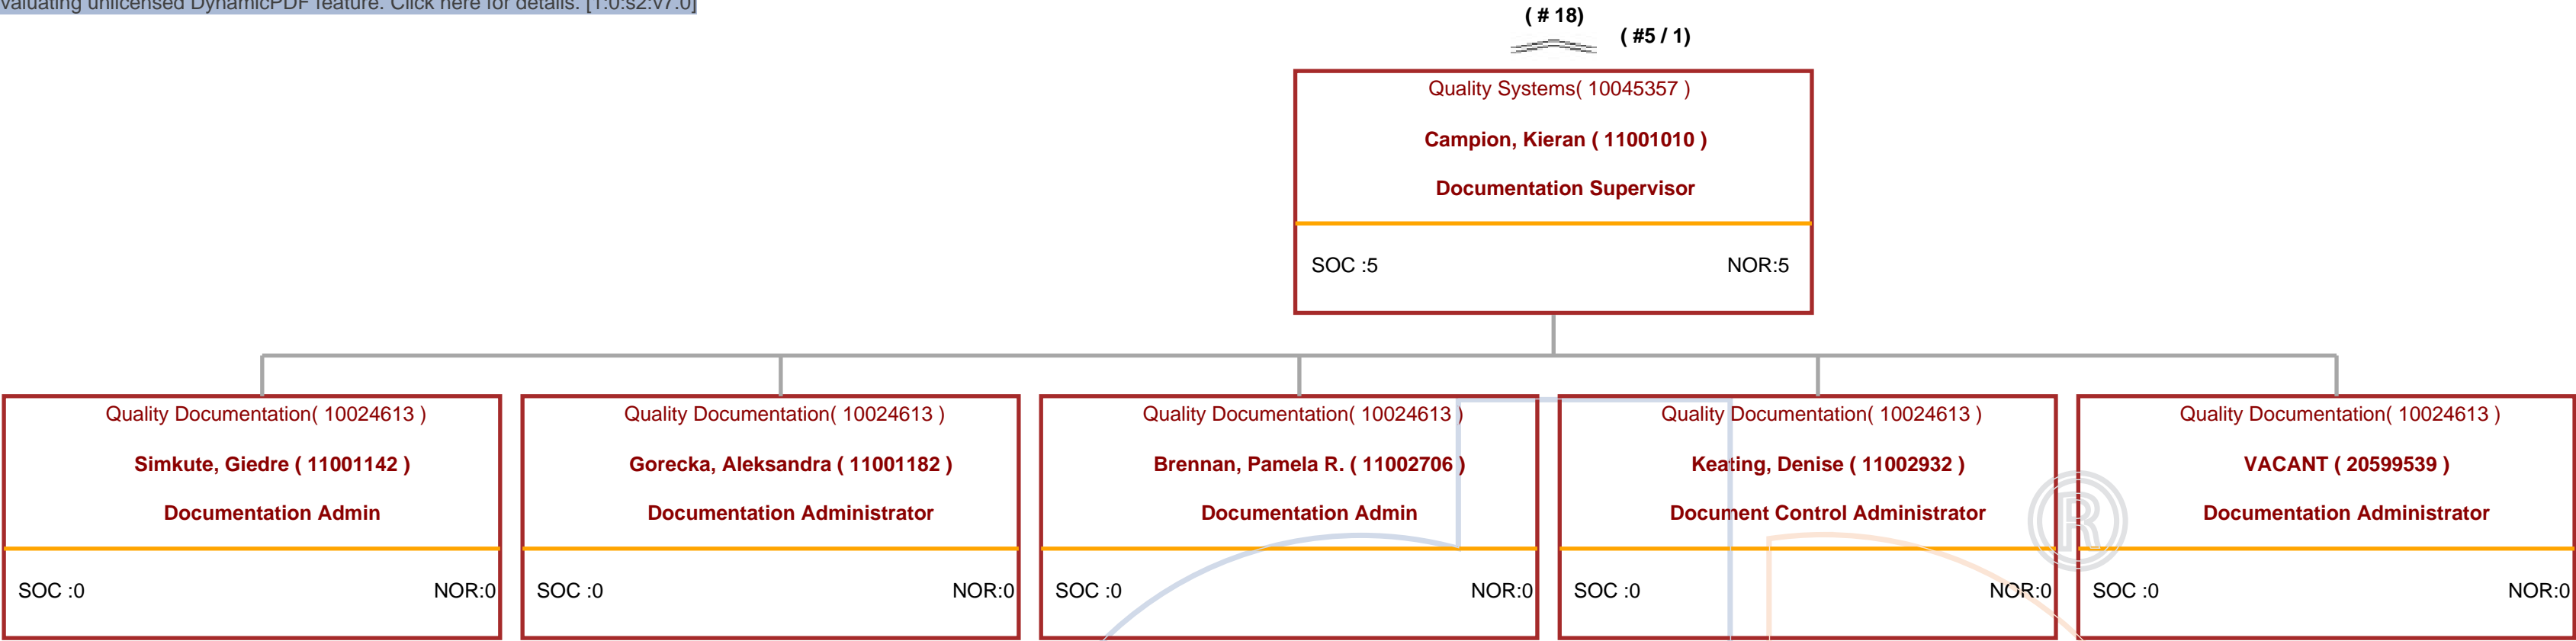 valuating unlicensed DynamicPDF feature. Click here for details. [1:0:s2:v7.0]
( # 18)
( #5 / 1)
Quality Systems( 10045357 )
Campion, Kieran ( 11001010 )
Documentation Supervisor
SOC :5 NOR:5
Quality Documentation( 10024613 )
Simkute, Giedre ( 11001142 )
Documentation Admin
SOC :0 NOR:0
Quality Documentation( 10024613 )
Gorecka, Aleksandra ( 11001182 )
Documentation Administrator
SOC :0 NOR:0
Quality Documentation( 10024613 )
Brennan, Pamela R. ( 11002706 )
Documentation Admin
SOC :0 NOR:0
Quality Documentation( 10024613 )
Keating, Denise ( 11002932 )
Document Control Administrator
SOC :0 NOR:0
®
Quality Documentation( 10024613 )
VACANT ( 20599539 )
Documentation Administrator
SOC :0 NOR:0